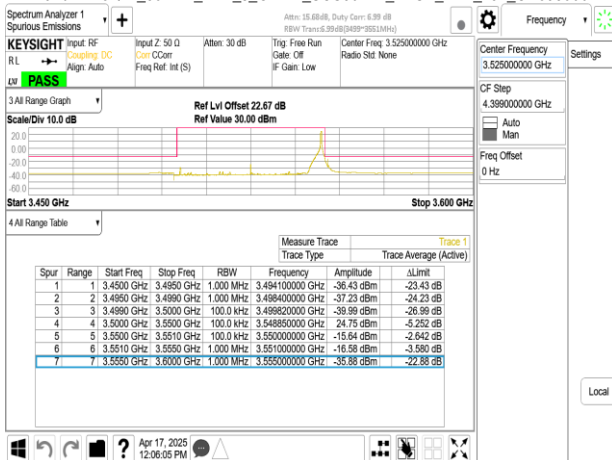 Spectrum Analyzer 1
Spurious Emissions
Attn: 15.68dB, Duty Corr: 6.99 dB
RBW Trans:6.99dB(3499~3551MHz)
Frequency
KEYSIGHT
RL
PASS
Input: RF
Coupling: DC
Align: Auto
Input Z: 50 Ω
Corr CCorr
Freq Ref: Int (S)
Atten: 30 dB
Trig: Free Run
Gate: Off
IF Gain: Low
Center Freq: 3.525000000 GHz
Radio Std: None
Center Frequency
3.525000000 GHz
Settings
CF Step
4.399000000 GHz
Auto
Man
Freq Offset
0 Hz
3 All Range Graph
Scale/Div 10.0 dB
Ref Lvl Offset 22.67 dB
Ref Value 30.00 dBm
20.0
0.00
-20.0
-40.0
-60.0
Start 3.450 GHz
Stop 3.600 GHz
4 All Range Table
Measure Trace Trace 1
Trace Type Trace Average (Active)
Spur Range Start Freq Stop Freq RBW Frequency Amplitude ΔLimit
1 1 3.4500 GHz 3.4950 GHz 1.000 MHz 3.494100000 GHz -36.43 dBm -23.43 dB
2 2 3.4950 GHz 3.4990 GHz 1.000 MHz 3.498400000 GHz -37.23 dBm -24.23 dB
3 3 3.4990 GHz 3.5000 GHz 100.0 kHz 3.499820000 GHz -39.99 dBm -26.99 dB
4 4 3.5000 GHz 3.5500 GHz 100.0 kHz 3.548850000 GHz 24.75 dBm -5.252 dB
5 5 3.5500 GHz 3.5510 GHz 100.0 kHz 3.550000000 GHz -15.64 dBm -2.642 dB
6 6 3.5510 GHz 3.5550 GHz 1.000 MHz 3.551000000 GHz -16.58 dBm -3.580 dB
7 7 3.5550 GHz 3.6000 GHz 1.000 MHz 3.555000000 GHz -35.88 dBm -22.88 dB
Local
Apr 17, 2025
12:06:05 PM